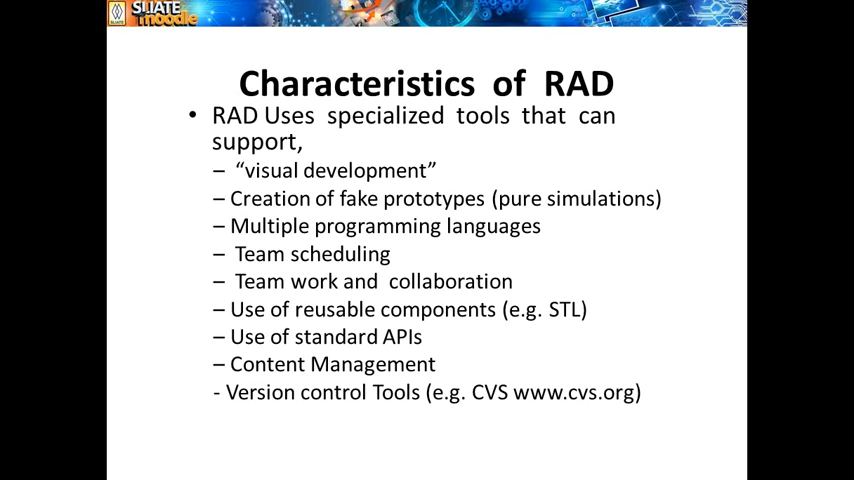 SLIATE
moodle
SLIATE
Characteristics of RAD
• RAD Uses specialized tools that can
support,
– “visual development”
– Creation of fake prototypes (pure simulations)
– Multiple programming languages
– Team scheduling
– Team work and collaboration
– Use of reusable components (e.g. STL)
– Use of standard APIs
– Content Management
- Version control Tools (e.g. CVS www.cvs.org)